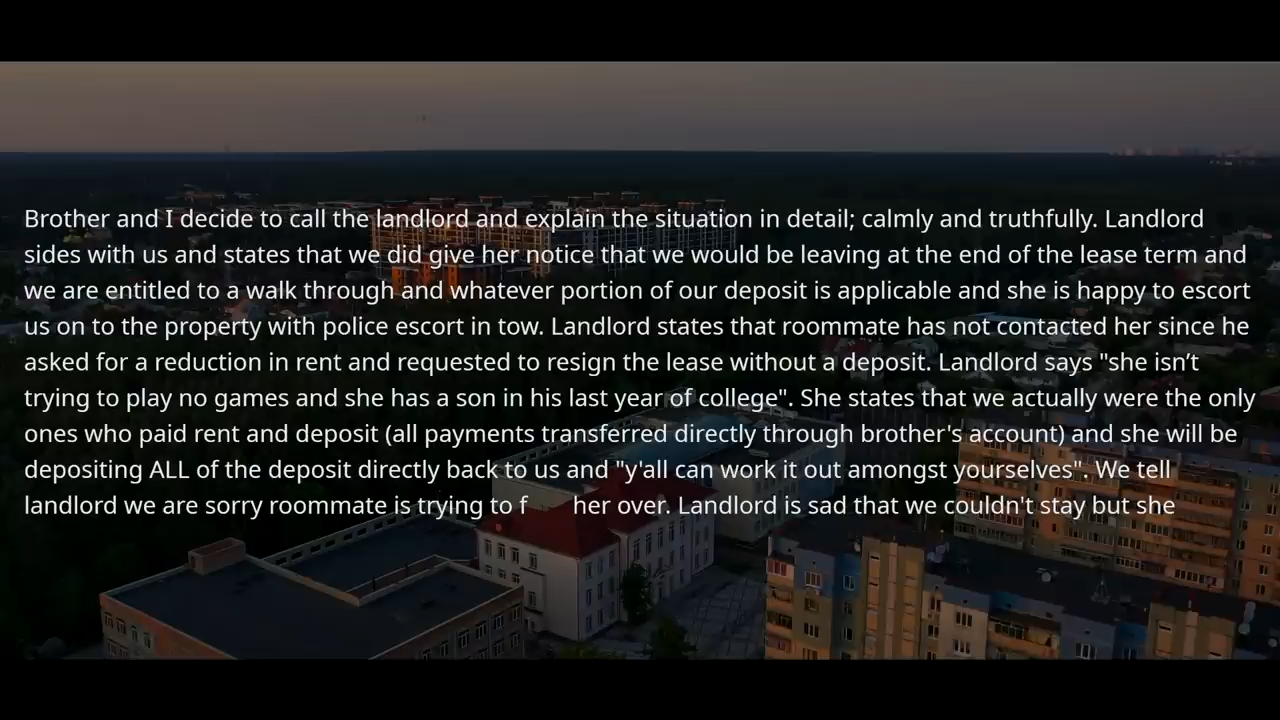 Brother and I decide to call the landlord and explain the situation in detail; calmly and truthfully. Landlord
sides with us and states that we did give her notice that we would be leaving at the end of the lease term and
we are entitled to a walk through and whatever portion of our deposit is applicable and she is happy to escort
us on to the property with police escort in tow. Landlord states that roommate has not contacted her since he
asked for a reduction in rent and requested to resign the lease without a deposit. Landlord says "she isn’t
trying to play no games and she has a son in his last year of college". She states that we actually were the only
ones who paid rent and deposit (all payments transferred directly through brother's account) and she will be
depositing ALL of the deposit directly back to us and "y'all can work it out amongst yourselves". We tell
landlord we are sorry roommate is trying to f her over. Landlord is sad that we couldn't stay but she